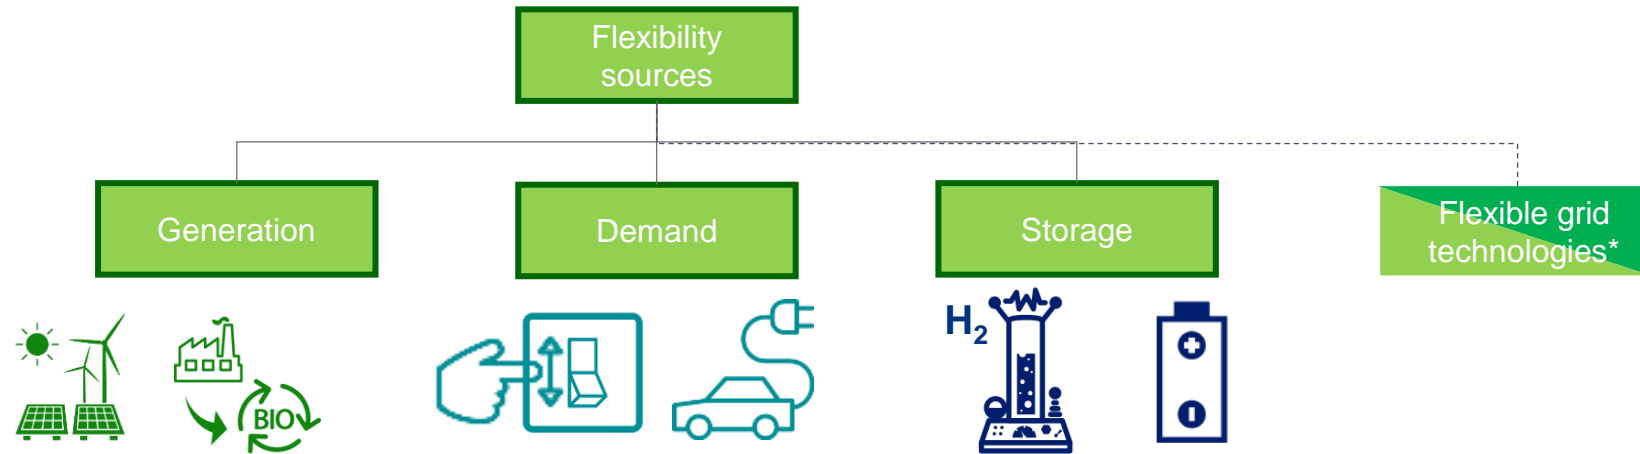 Flexibility
sources
Generation
Demand
Storage
Flexible grid
technologies*
BIO
H₂